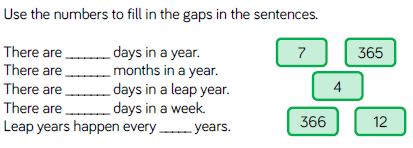 Use the numbers to fill in the gaps in the sentences.
There are ______ days in a year.
There are ______ months in a year.
There are ______ days in a leap year.
There are ______ days in a week.
Leap years happen every _____ years.
7 365
4
366 12